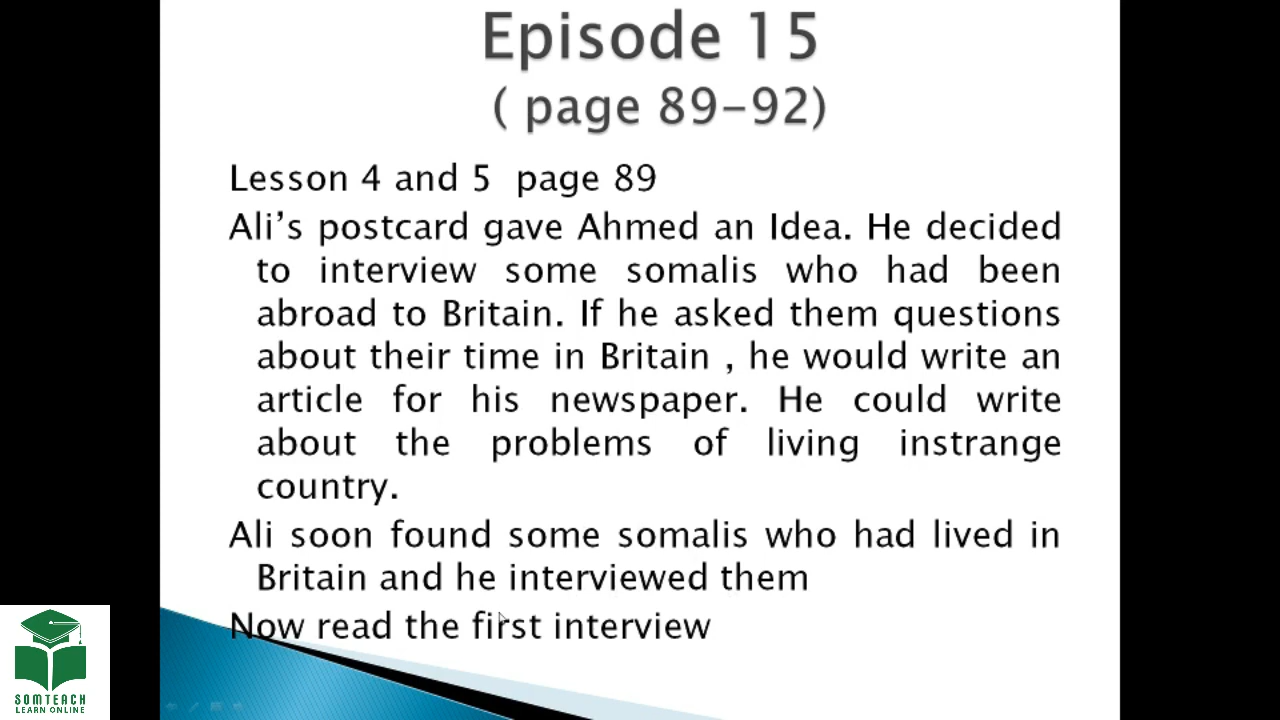 Episode 15
( page 89-92)
Lesson 4 and 5 page 89
Ali’s postcard gave Ahmed an Idea. He decided
to interview some somalis who had been
abroad to Britain. If he asked them questions
about their time in Britain , he would write an
article for his newspaper. He could write
about the problems of living instrange
country.
Ali soon found some somalis who had lived in
Britain and he interviewed them
Now read the first interview
SOMTEACH
LEARN ONLINE